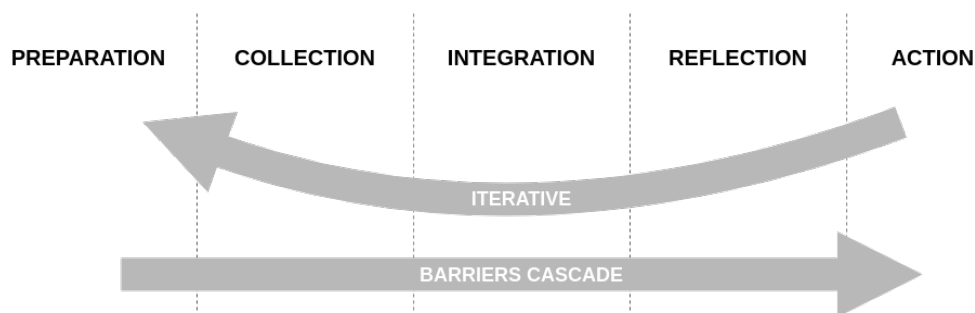 PREPARATION COLLECTION INTEGRATION REFLECTION ACTION
ITERATIVE
BARRIERS CASCADE